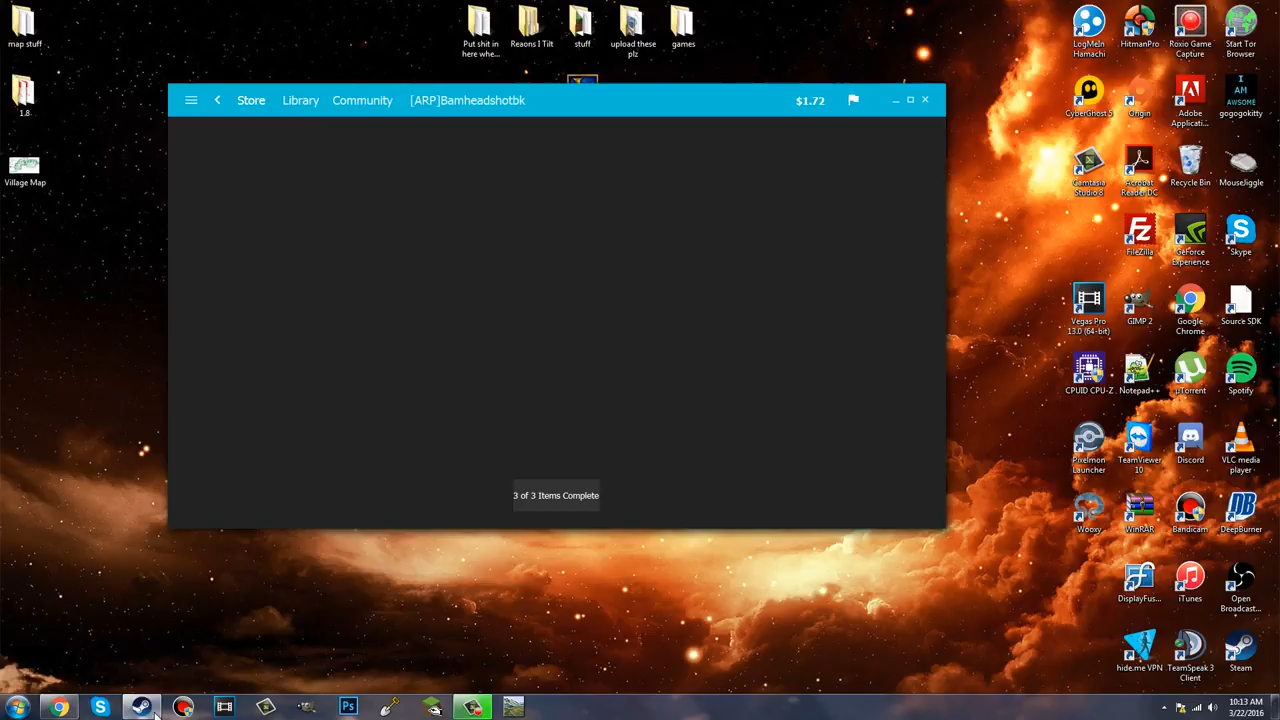 map stuff
Put shit in
here whe...
Reaons I Tilt
stuff
upload these
plz
games
LogMeIn
Hamachi
HitmanPro
Roxio Game
Capture
Start Tor
Browser
1.8
Village Map
Store
Library
Community
[ARP]Bamheadshotbk
$1.72
3 of 3 Items Complete
CyberGhost 5
Origin
Adobe
Applicati...
I
AM
AWSOME
gogogokitty
Camtasia
Studio 8
Acrobat
Reader DC
Recycle Bin
MouseJiggle
FileZilla
GeForce
Experience
Skype
Vegas Pro
13.0 (64-bit)
GIMP 2
Google
Chrome
Source SDK
CPUID CPU-Z
Notepad++
µTorrent
Spotify
Pixelmon
Launcher
TeamViewer
10
Discord
VLC media
player
Wooxy
WinRAR
Bandicam
DeepBurner
DisplayFus...
iTunes
Open
Broadcast...
hide.me VPN
TeamSpeak 3
Client
Steam
Ps
10:13 AM
3/22/2016